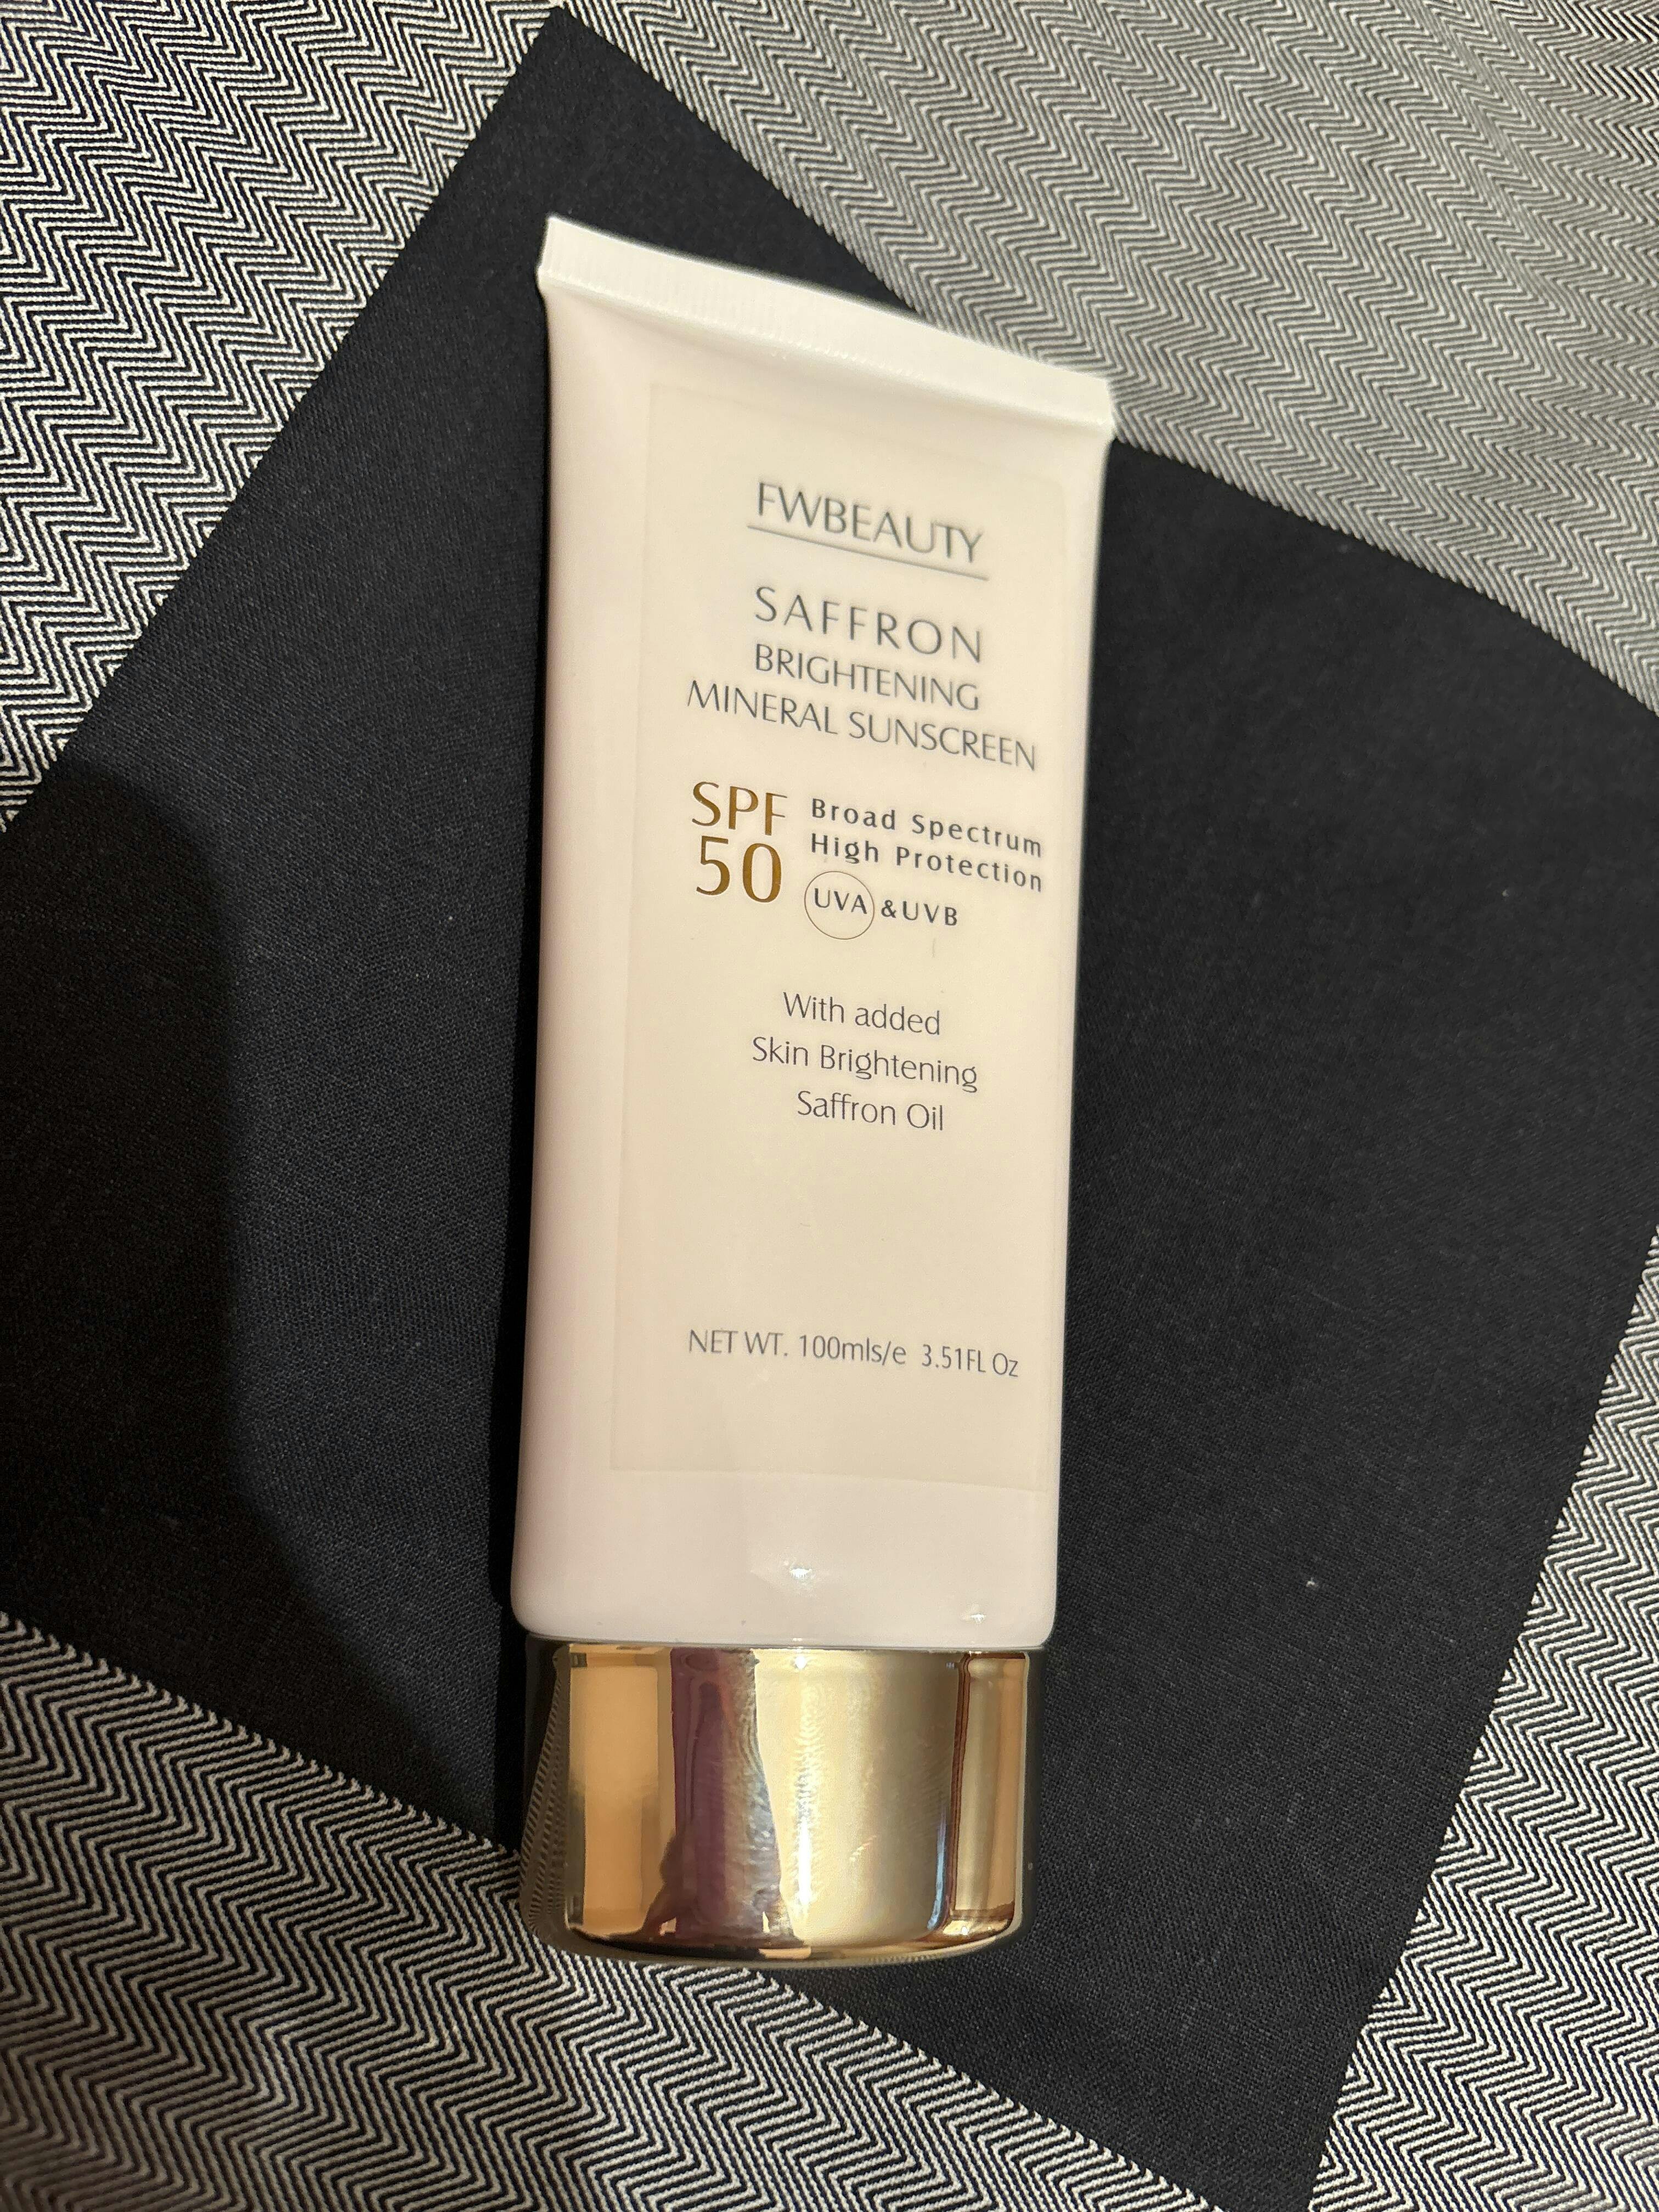 FWBEAUTY
SAFFRON
BRIGHTENING
MINERAL SUNSCREEN
SPF
50
Broad Spectrum
High Protection
UVA &UVB
With added
Skin Brightening
Saffron Oil
NET WT. 100mls/e 3.51FL Oz